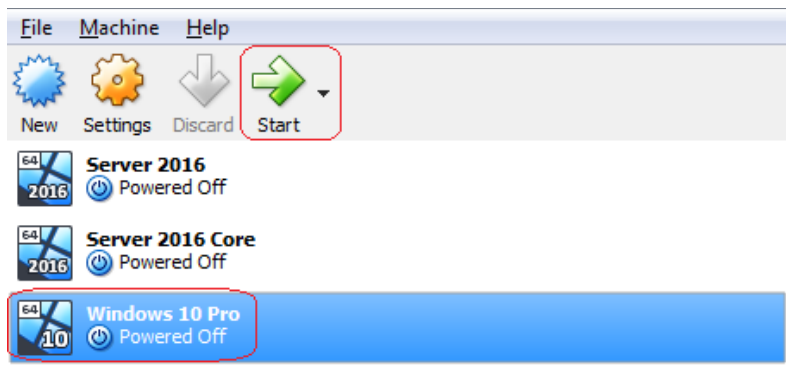 File Machine Help
New Settings Discard Start
64 Server 2016
2016 Powered Off
64 Server 2016 Core
2016 Powered Off
64 Windows 10 Pro
10 Powered Off